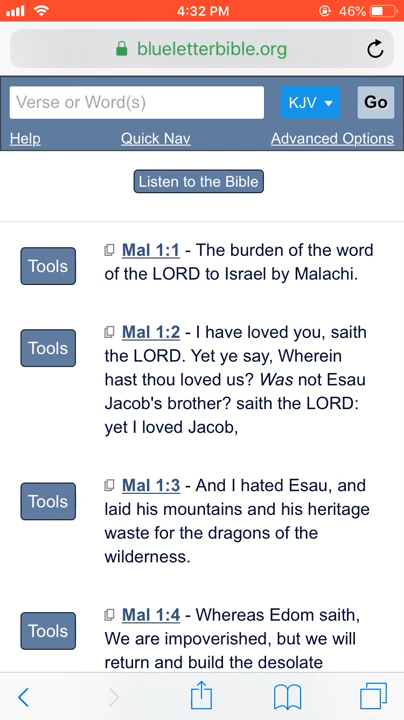 4:32 PM
46%
blueletterbible.org
Verse or Word(s)
KJV
Go
Help
Quick Nav
Advanced Options
Listen to the Bible
Tools
Mal 1:1 - The burden of the word
of the LORD to Israel by Malachi.
Tools
Mal 1:2 - I have loved you, saith
the LORD. Yet ye say, Wherein
hast thou loved us? Was not Esau
Jacob's brother? saith the LORD:
yet I loved Jacob,
Tools
Mal 1:3 - And I hated Esau, and
laid his mountains and his heritage
waste for the dragons of the
wilderness.
Tools
Mal 1:4 - Whereas Edom saith,
We are impoverished, but we will
return and build the desolate